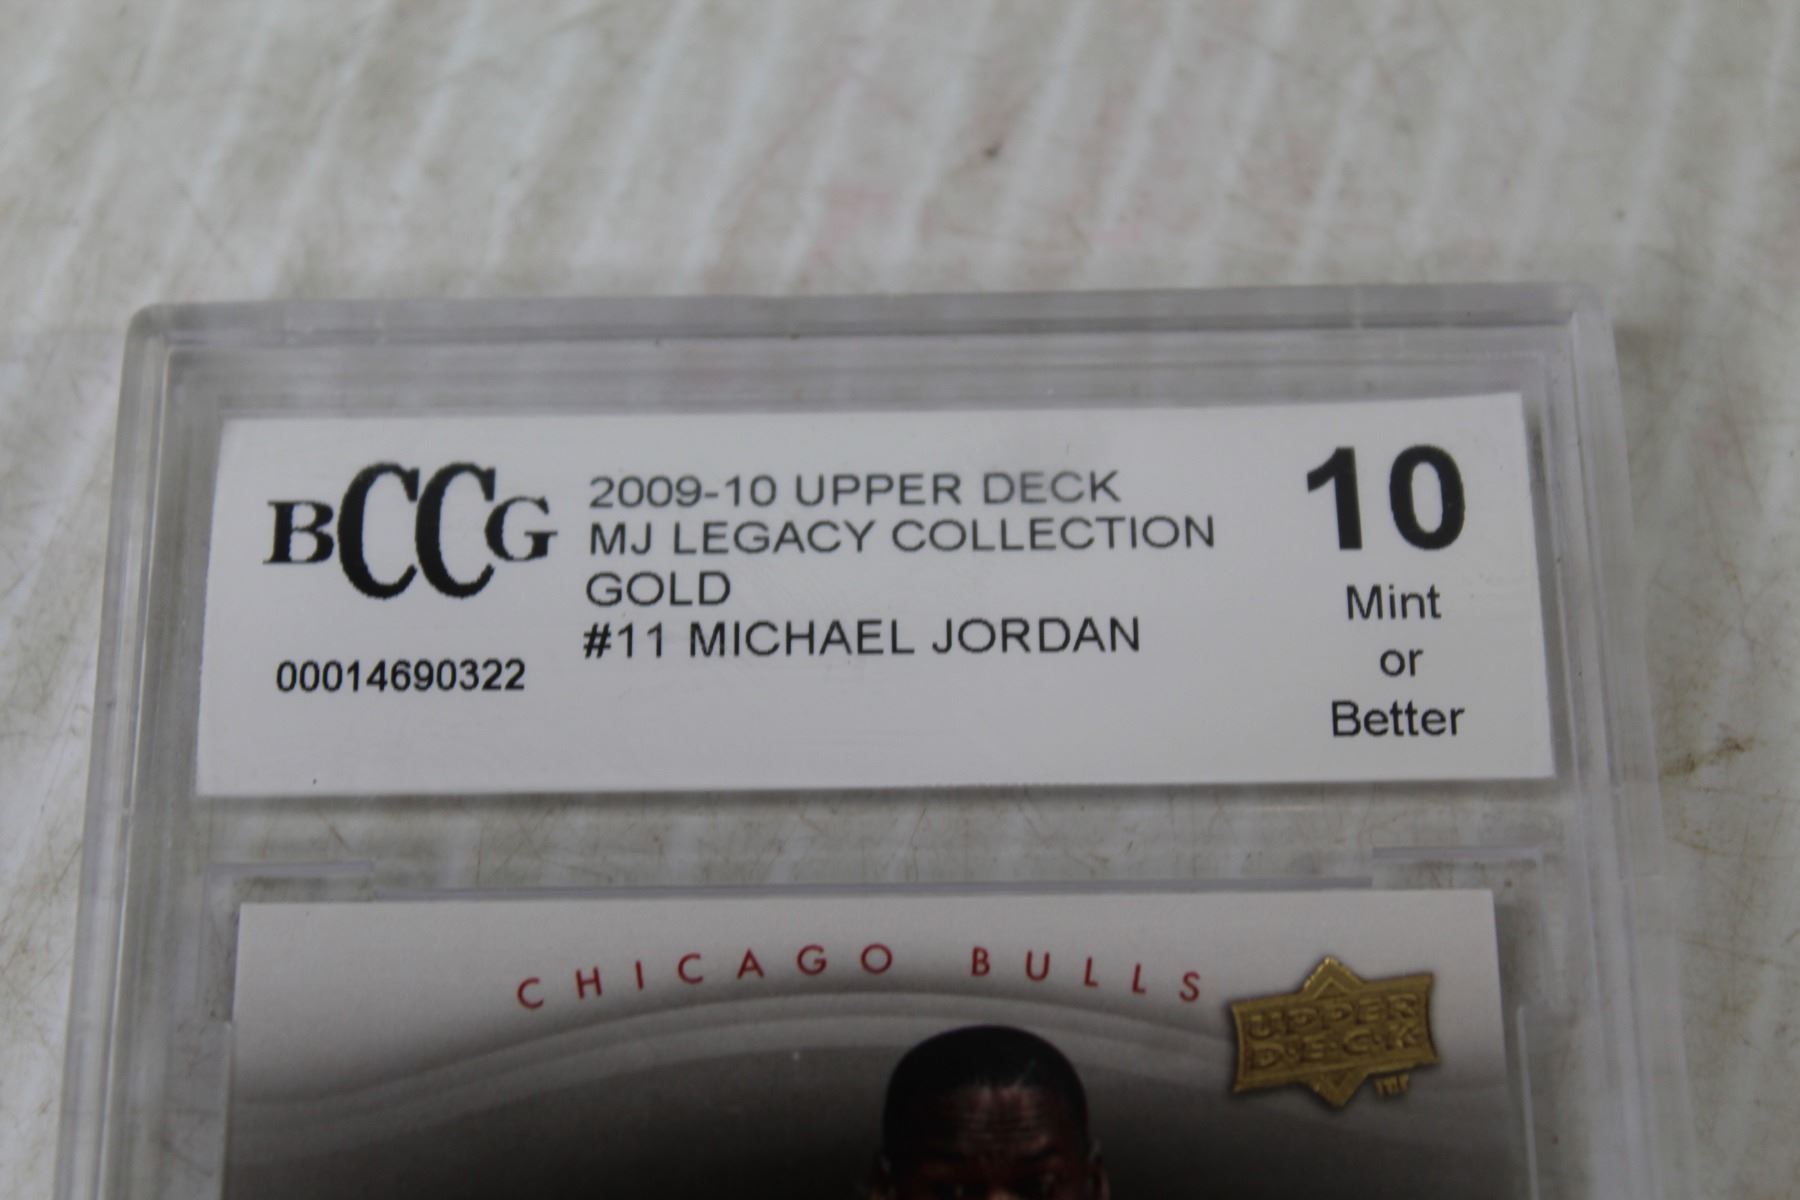 BCCG
2009-10 UPPER DECK
MJ LEGACY COLLECTION
GOLD
#11 MICHAEL JORDAN
00014690322
10
Mint
or
Better
CHICAGO BULLS
UPPER
DECK